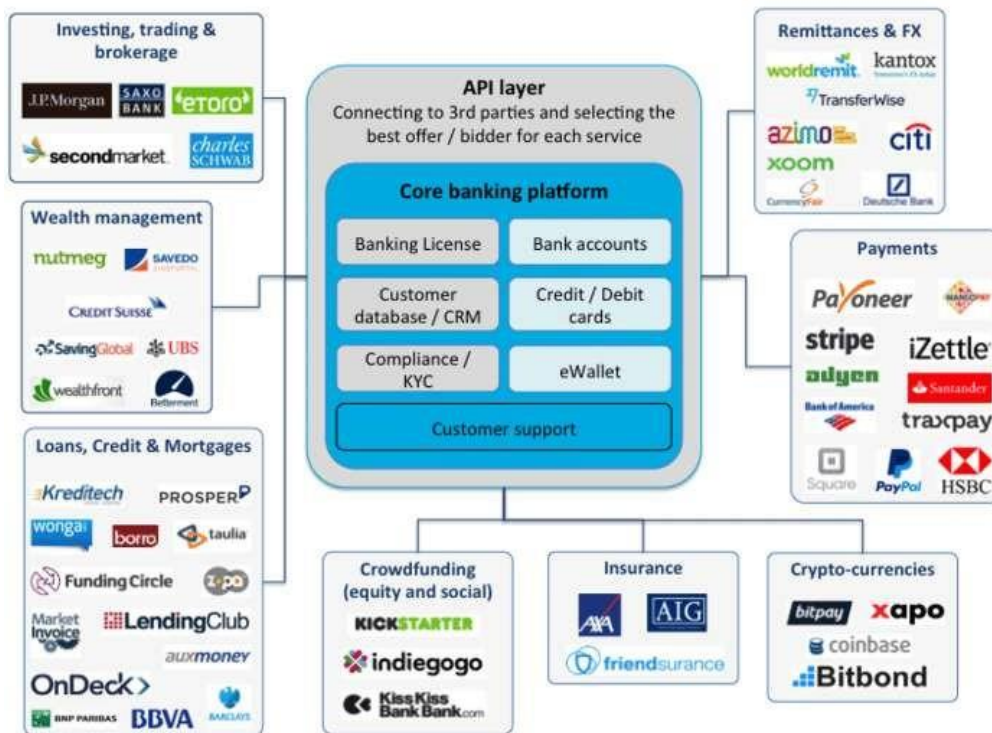 Investing, trading &
brokerage
J.P.Morgan
SAXO
BANK
eToro
secondmarket
charles
SCHWAB
Wealth management
nutmeg
SAVEDO
CREDIT SUISSE
SavingGlobal
UBS
wealthfront
Betterment
Loans, Credit & Mortgages
Kreditech
PROSPER
wonga
borro
taulia
Funding Circle
ZOPA
Market
Invoice
LendingClub
auxmoney
OnDeck>
BNP PARIBAS
BBVA
BARCLAYS
API layer
Connecting to 3rd parties and selecting the
best offer / bidder for each service
Core banking platform
Banking License
Bank accounts
Customer
database / CRM
Credit / Debit
cards
Compliance /
KYC
eWallet
Customer support
Remittances & FX
worldremit
kantox
TransferWise
azimo
citi
xoom
CurrencyFair
Deutsche Bank
Payments
Payoneer
MANGOPAY
stripe
iZettle
adyen
Santander
Bank of America
traxpay
Square
PayPal
HSBC
Crowdfunding
(equity and social)
KICKSTARTER
indiegogo
KissKiss
BankBank.com
Insurance
AXA
AIG
friendsurance
Crypto-currencies
bitpay
xapo
coinbase
Bitbond